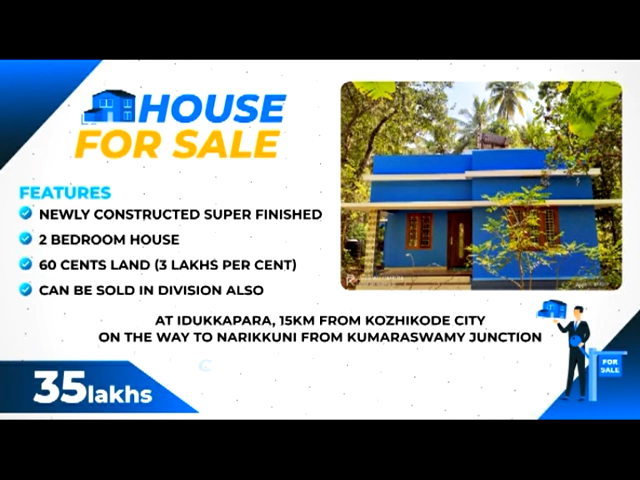 HOUSE
FOR SALE
FEATURES
NEWLY CONSTRUCTED SUPER FINISHED
2 BEDROOM HOUSE
60 CENTS LAND (3 LAKHS PER CENT)
CAN BE SOLD IN DIVISION ALSO
AT IDUKKAPARA, 15KM FROM KOZHIKODE CITY
ON THE WAY TO NARIKKUNI FROM KUMARASWAMY JUNCTION
FOR
SALE
35lakhs